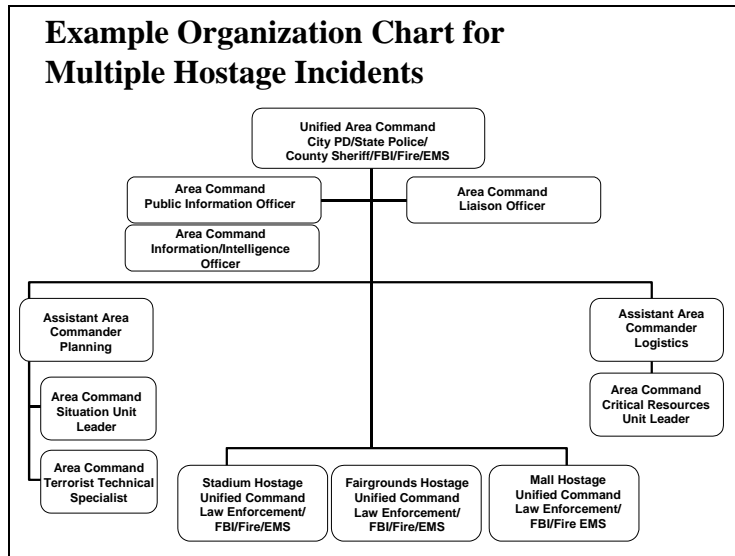 Example Organization Chart for
Multiple Hostage Incidents
Unified Area Command
City PD/State Police/
County Sheriff/FBI/Fire/EMS
Area Command
Public Information Officer
Area Command
Liaison Officer
Area Command
Information/Intelligence
Officer
Assistant Area
Commander
Planning
Assistant Area
Commander
Logistics
Area Command
Situation Unit
Leader
Area Command
Critical Resources
Unit Leader
Area Command
Terrorist Technical
Specialist
Stadium Hostage
Unified Command
Law Enforcement/
FBI/Fire/EMS
Fairgrounds Hostage
Unified Command
Law Enforcement/
FBI/Fire/EMS
Mall Hostage
Unified Command
Law Enforcement/
FBI/Fire EMS